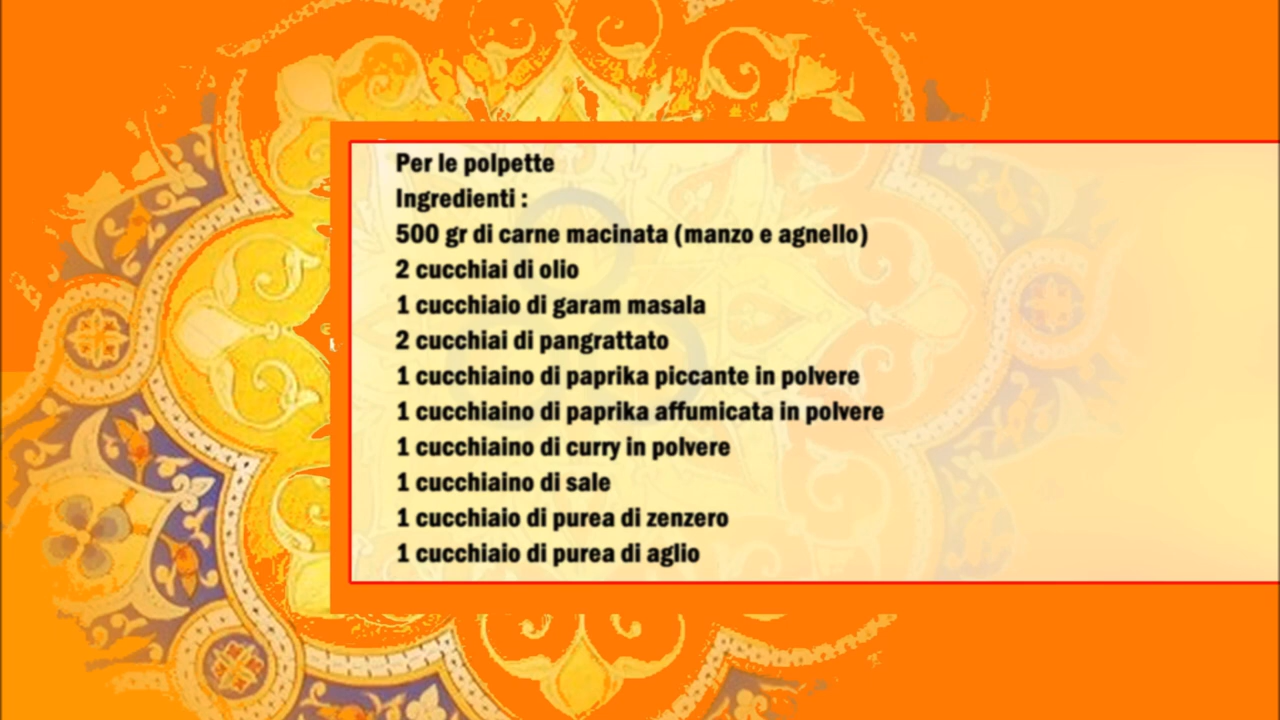 Per le polpette
Ingredienti :
500 gr di carne macinata (manzo e agnello)
2 cucchiai di olio
1 cucchiaio di garam masala
2 cucchiai di pangrattato
1 cucchiaino di paprika piccante in polvere
1 cucchiaino di paprika affumicata in polvere
1 cucchiaino di curry in polvere
1 cucchiaino di sale
1 cucchiaio di purea di zenzero
1 cucchiaio di purea di aglio